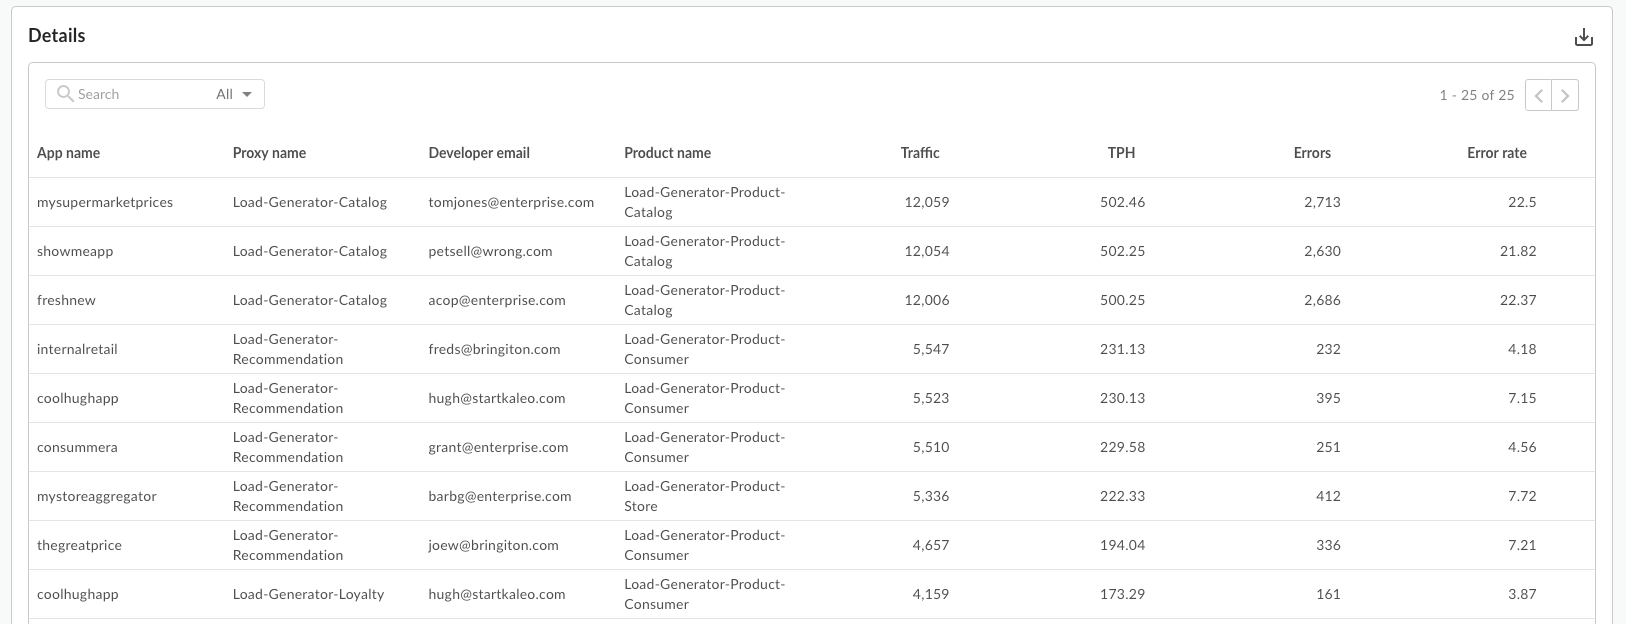 Details
Search All 1 - 25 of 25
App name Proxy name Developer email Product name Traffic TPH Errors Error rate
mysupermarketprices Load-Generator-Catalog tomjones@enterprise.com Load-Generator-Product-
Catalog 12,059 502.46 2,713 22.5
showmeapp Load-Generator-Catalog petsell@wrong.com Load-Generator-Product-
Catalog 12,054 502.25 2,630 21.82
freshnew Load-Generator-Catalog acop@enterprise.com Load-Generator-Product-
Catalog 12,006 500.25 2,686 22.37
internalretail Load-Generator-
Recommendation freds@bringiton.com Load-Generator-Product-
Consumer 5,547 231.13 232 4.18
coolhughapp Load-Generator-
Recommendation hugh@startkaleo.com Load-Generator-Product-
Consumer 5,523 230.13 395 7.15
consummera Load-Generator-
Recommendation grant@enterprise.com Load-Generator-Product-
Consumer 5,510 229.58 251 4.56
mystoreaggregator Load-Generator-
Recommendation barbg@enterprise.com Load-Generator-Product-
Store 5,336 222.33 412 7.72
thegreatprice Load-Generator-
Recommendation joew@bringiton.com Load-Generator-Product-
Consumer 4,657 194.04 336 7.21
coolhughapp Load-Generator-Loyalty hugh@startkaleo.com Load-Generator-Product-
Consumer 4,159 173.29 161 3.87